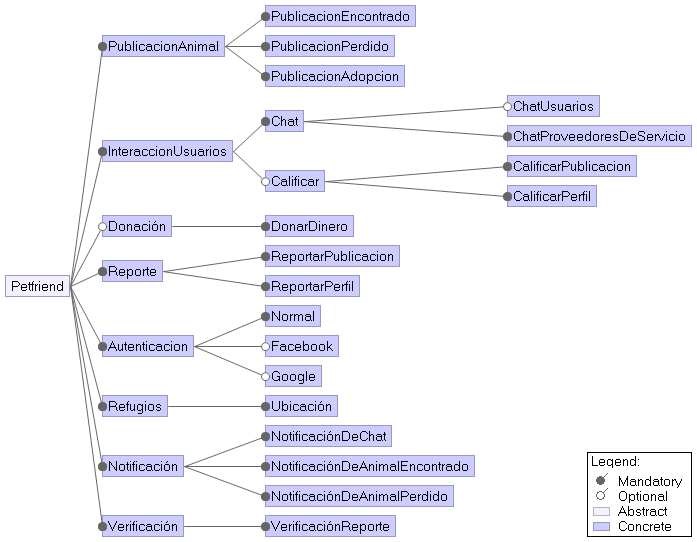 PublicacionEncontrado
PublicacionAnimal
PublicacionPerdido
PublicacionAdopcion
ChatUsuarios
Chat
ChatProveedoresDeServicio
InteraccionUsuarios
CalificarPublicacion
Calificar
CalificarPerfil
Donación
DonarDinero
ReportarPublicacion
Reporte
ReportarPerfil
Petfriend
Normal
Autenticacion
Facebook
Google
Refugios
Ubicación
NotificaciónDeChat
Notificación
NotificaciónDeAnimalEncontrado
NotificaciónDeAnimalPerdido
Verificación
VerificaciónReporte
Legend:
Mandatory
Optional
Abstract
Concrete